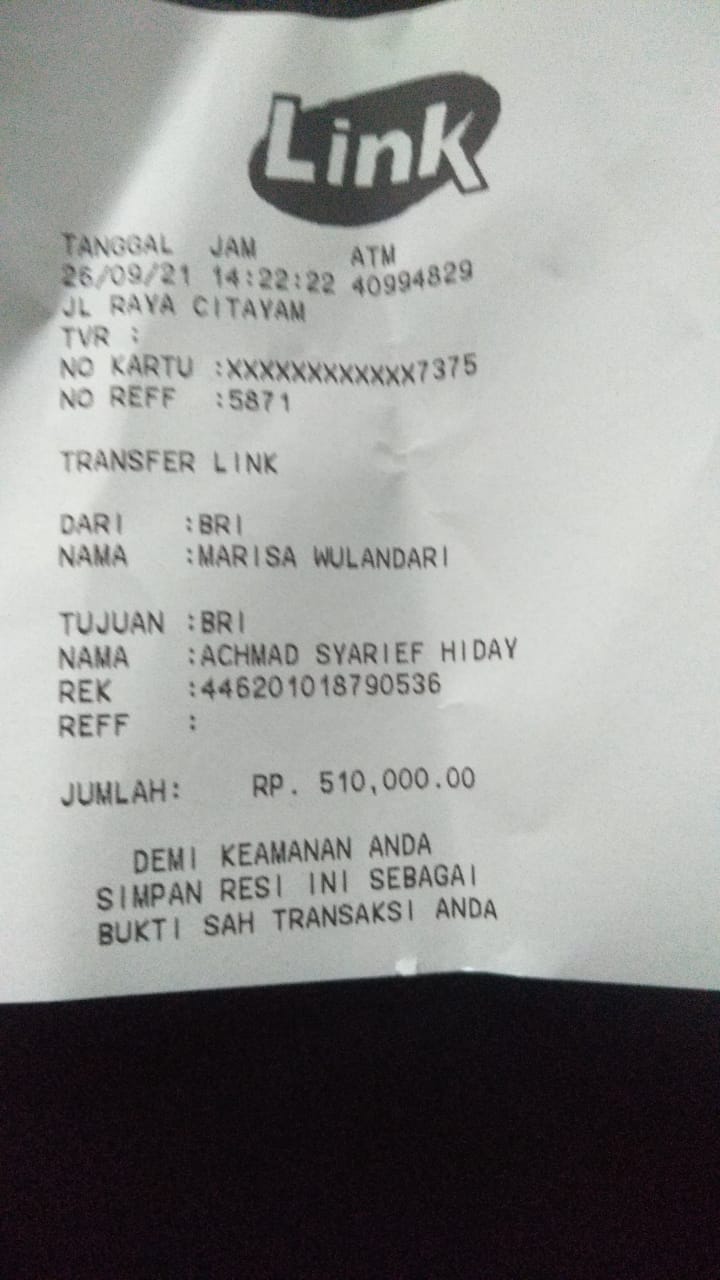 Link
TANGGAL JAM ATM
26/09/21 14:22:22 40994829
JL RAYA CITAYAM
TVR :
NO KARTU :XXXXXXXXXXXX7375
NO REFF :5871
TRANSFER LINK
DARI :BRI
NAMA :MARISA WULANDARI
TUJUAN :BRI
NAMA :ACHMAD SYARIEF HIDAY
REK :446201018790536
REFF :
JUMLAH: RP. 510,000.00
DEMI KEAMANAN ANDA
SIMPAN RESI INI SEBAGAI
BUKTI SAH TRANSAKSI ANDA